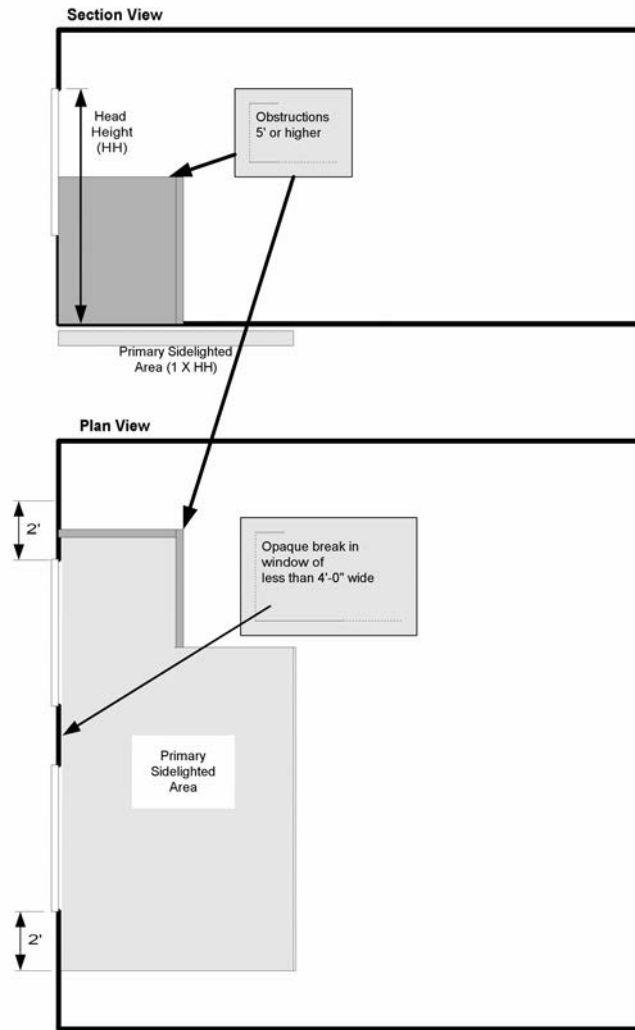 Section View
Head
Height
(HH)
Obstructions
5' or higher
Primary Sidelighted
Area (1 X HH)
Plan View
2'
Opaque break in
window of
less than 4'-0" wide
Primary
Sidelighted
Area
2'